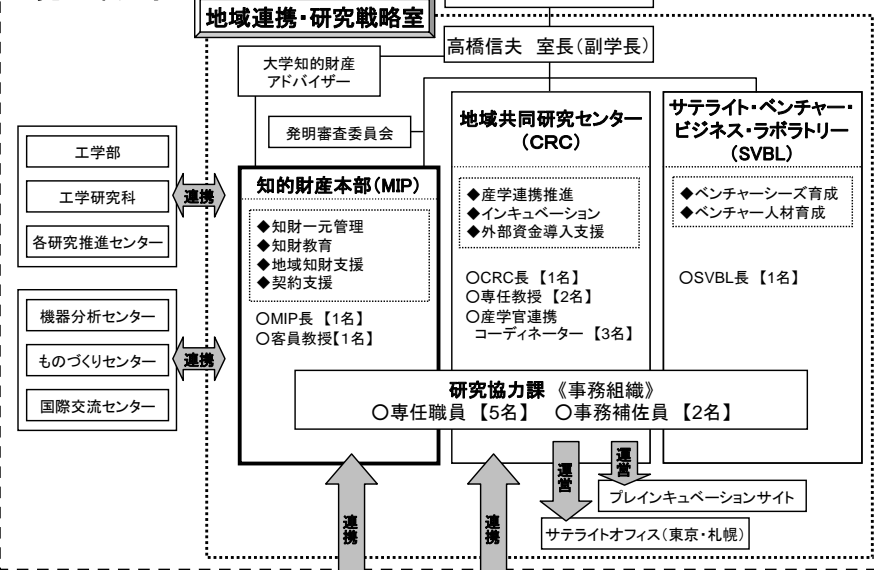 地域連携・研究戦略室
高橋信夫 室長(副学長)
大学知的財産
アドバイザー
発明審査委員会
工学部
工学研究科
各研究推進センター
連携
機器分析センター
ものづくりセンター
国際交流センター
連携
知的財産本部(MIP)
◆知財一元管理
◆知財教育
◆地域知財支援
◆契約支援
○MIP長 【1名】
○客員教授【1名】
地域共同研究センター
(CRC)
◆産学連携推進
◆インキュベーション
◆外部資金導入支援
○CRC長 【1名】
○専任教授 【2名】
○産学官連携
コーディネーター 【3名】
サテライト・ベンチャー・
ビジネス・ラボラトリー
(SVBL)
◆ベンチャーシーズ育成
◆ベンチャー人材育成
○SVBL長 【1名】
研究協力課 《事務組織》
○専任職員 【5名】 ○事務補佐員 【2名】
連携
連携
運営
運営
プレインキュベーションサイト
サテライトオフィス(東京・札幌)